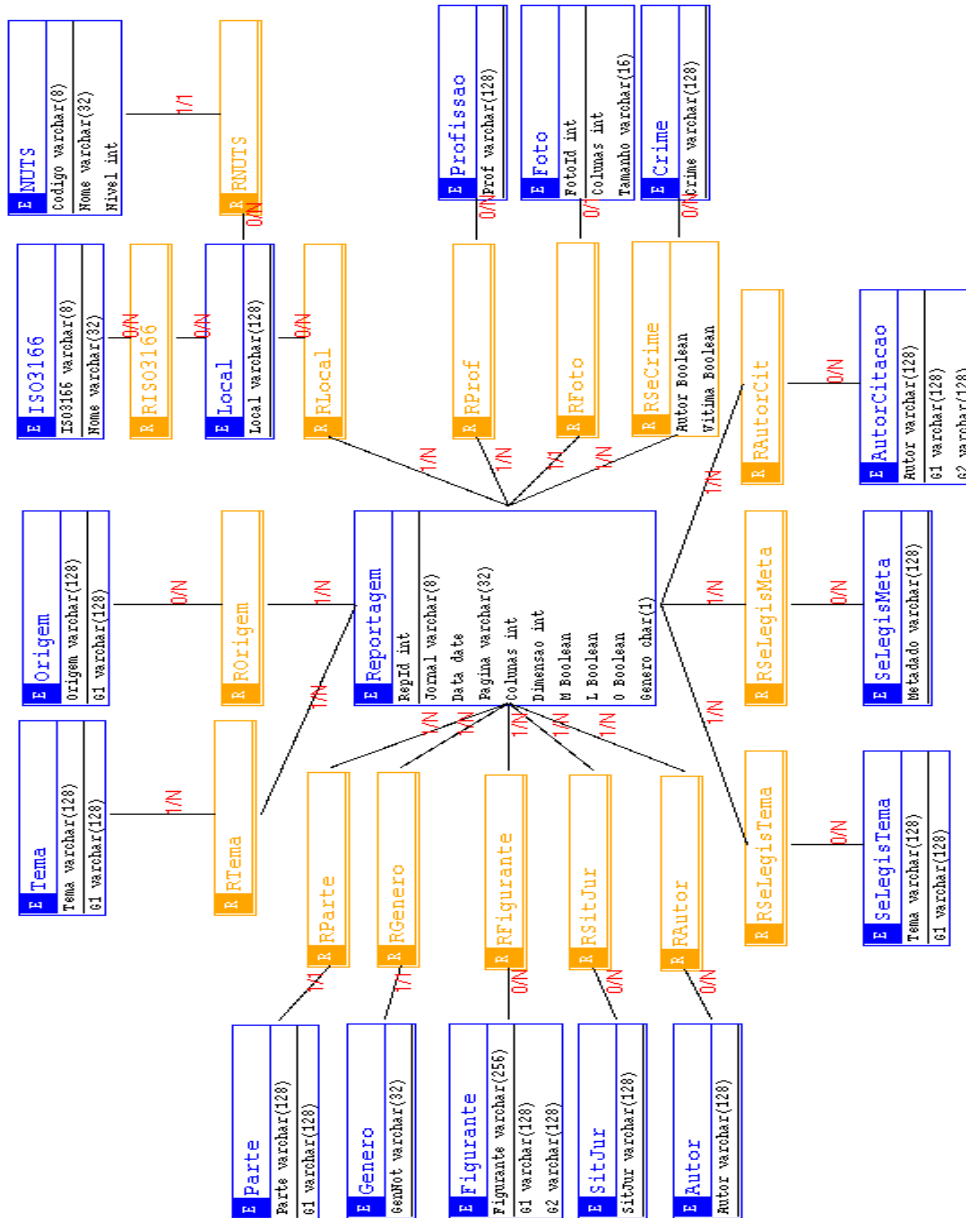 E Parte
Parte varchar(128)
G1 varchar(128)
E Genero
GenNot varchar(32)
E Figurante
Figurante varchar(256)
G1 varchar(128)
G2 varchar(128)
E SitJur
SitJur varchar(128)
E Autor
Autor varchar(128)
1/1
1/1
0/N
0/N
0/N
R RParte
R RGenero
R RFigurante
R RSitJur
R RAutor
1/N
1/N
1/N
1/N
1/N
E Tema
Tema varchar(128)
G1 varchar(128)
1/N
R RTema
1/N
E Origem
Origem varchar(128)
G1 varchar(128)
0/N
R ROrigem
1/N
E Reportagem
RepId int
Jornal varchar(8)
Data date
Pagina varchar(32)
Colunas int
Dimensao int
M Boolean
L Boolean
O Boolean
Genero char(1)
1/N
R RSeLegisTema
0/N
E SeLegisTema
Tema varchar(128)
G1 varchar(128)
1/N
R RSeLegisMeta
0/N
E SeLegisMeta
Metadado varchar(128)
1/N
R RAutorCit
0/N
E AutorCitacao
Autor varchar(128)
G1 varchar(128)
G2 varchar(128)
E ISO3166
ISO3166 varchar(8)
Nome varchar(32)
0/N
R RISO3166
0/N
E Local
Local varchar(128)
0/N
R RLocal
1/N
E NUTS
Codigo varchar(8)
Nome varchar(32)
Nivel int
1/1
R RNUTS
0/N
R RProf
1/N
R RFoto
1/1
R RSeCrime
Autor Boolean
Vitima Boolean
1/N
E Profissao
Prof varchar(128)
0/N
E Foto
FotoId int
Colunas int
Tamanho varchar(16)
0/1
E Crime
Crime varchar(128)
0/N